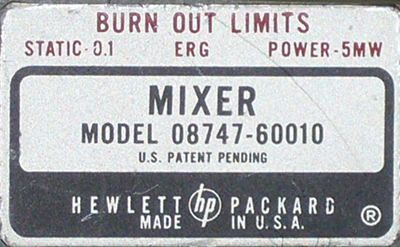 BURN OUT LIMITS
STATIC-0.1 ERG POWER-5MW
MIXER
MODEL 08747-60010
U.S. PATENT PENDING
HEWLETT hp PACKARD
MADE IN U.S.A. ®